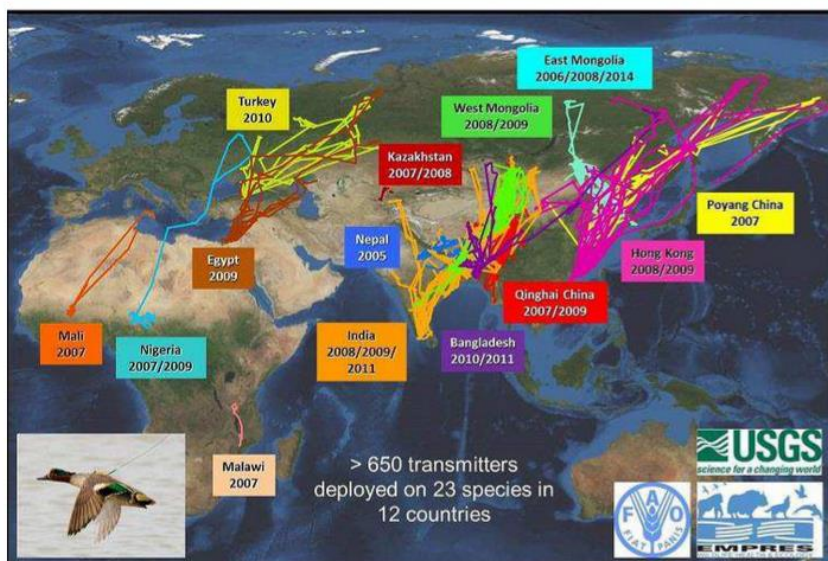 East Mongolia
2006/2008/2014
Turkey
2010
West Mongolia
2008/2009
Kazakhstan
2007/2008
Poyang China
2007
Nepal
2005
Egypt
2009
Hong Kong
2008/2009
Qinghai China
2007/2009
Mali
2007
Nigeria
2007/2009
India
2008/2009/
2011
Bangladesh
2010/2011
Malawi
2007
> 650 transmitters
deployed on 23 species in
12 countries
USGS
science for a changing world
F A O
FIAT PANIS
EMPRES